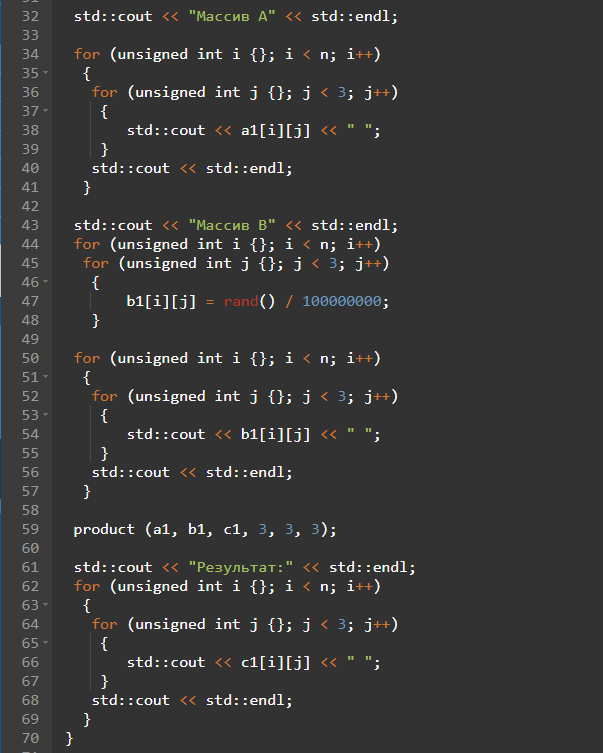 32 std::cout << "Массив A" << std::endl;
33
34 for (unsigned int i {}; i < n; i++)
35 {
36 for (unsigned int j {}; j < 3; j++)
37 {
38 std::cout << a1[i][j] << " ";
39 }
40 std::cout << std::endl;
41 }
42
43 std::cout << "Массив B" << std::endl;
44 for (unsigned int i {}; i < n; i++)
45 for (unsigned int j {}; j < 3; j++)
46 {
47 b1[i][j] = rand() / 100000000;
48 }
49
50 for (unsigned int i {}; i < n; i++)
51 {
52 for (unsigned int j {}; j < 3; j++)
53 {
54 std::cout << b1[i][j] << " ";
55 }
56 std::cout << std::endl;
57 }
58
59 product (a1, b1, c1, 3, 3, 3);
60
61 std::cout << "Результат:" << std::endl;
62 for (unsigned int i {}; i < n; i++)
63 {
64 for (unsigned int j {}; j < 3; j++)
65 {
66 std::cout << c1[i][j] << " ";
67 }
68 std::cout << std::endl;
69 }
70 }